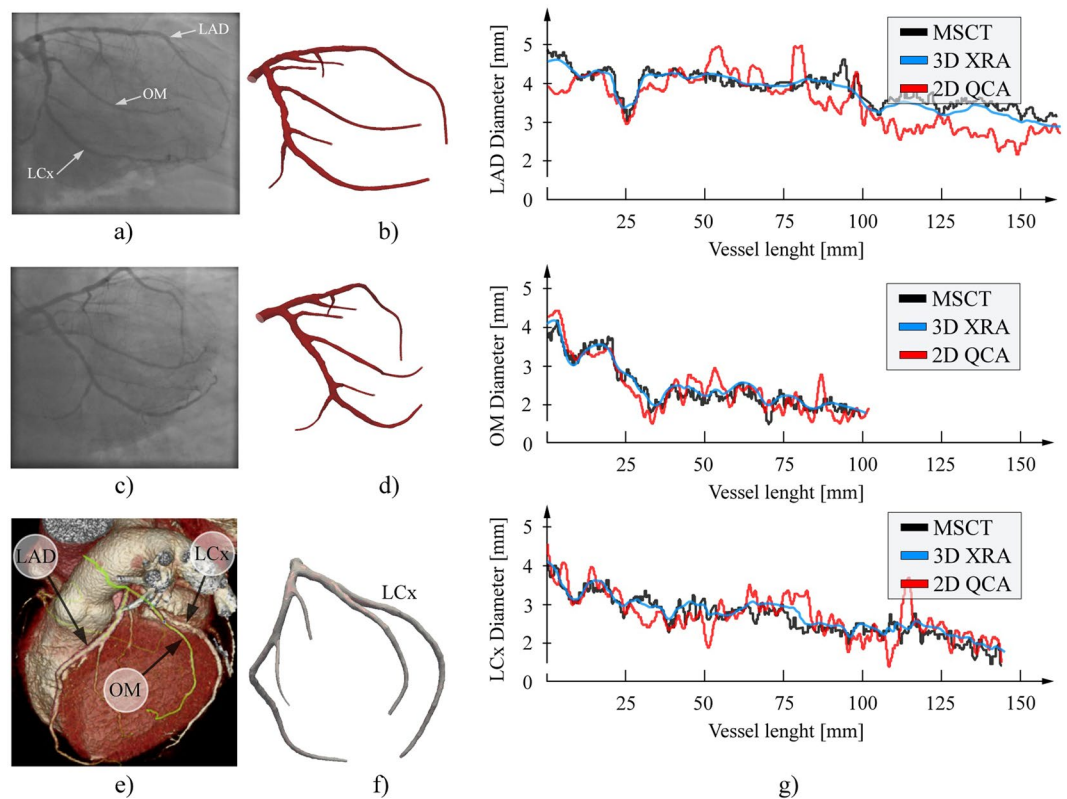 LAD
OM
LCx
a)
b)
LAD Diameter [mm]
5
4
3
2
0
25
50
75
100
125
150
Vessel lenght [mm]
MSCT
3D XRA
2D QCA
c)
d)
OM Diameter [mm]
5
4
3
2
0
25
50
75
100
125
150
Vessel lenght [mm]
MSCT
3D XRA
2D QCA
LAD
LCx
OM
e)
LCx
f)
LCx Diameter [mm]
5
4
3
2
0
25
50
75
100
125
150
Vessel lenght [mm]
MSCT
3D XRA
2D QCA
g)